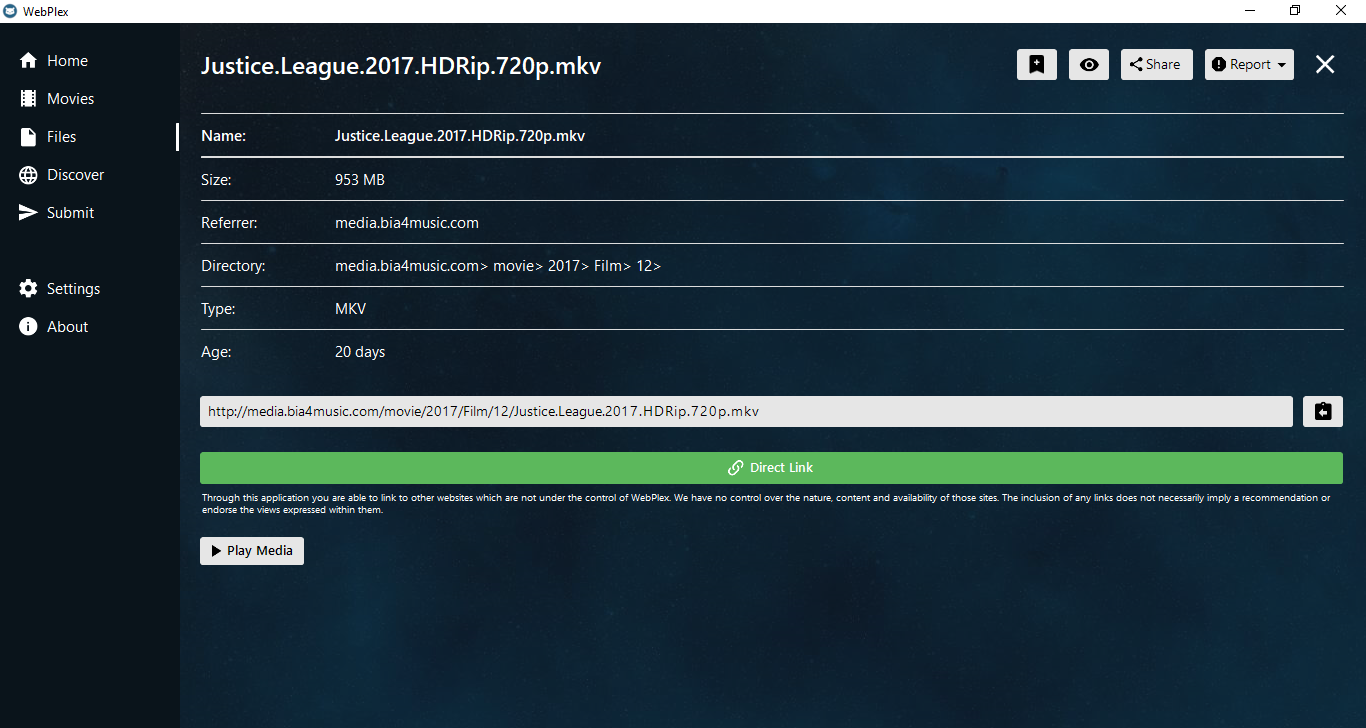 WebPlex
Home
Movies
Files
Discover
Submit
Settings
About
Justice.League.2017.HDRip.720p.mkv
Share
Report
Name: Justice.League.2017.HDRip.720p.mkv
Size: 953 MB
Referrer: media.bia4music.com
Directory: media.bia4music.com> movie> 2017> Film> 12>
Type: MKV
Age: 20 days
http://media.bia4music.com/movie/2017/Film/12/Justice.League.2017.HDRip.720p.mkv
Direct Link
Through this application you are able to link to other websites which are not under the control of WebPlex. We have no control over the nature, content and availability of those sites. The inclusion of any links does not necessarily imply a recommendation or
endorse the views expressed within them.
Play Media